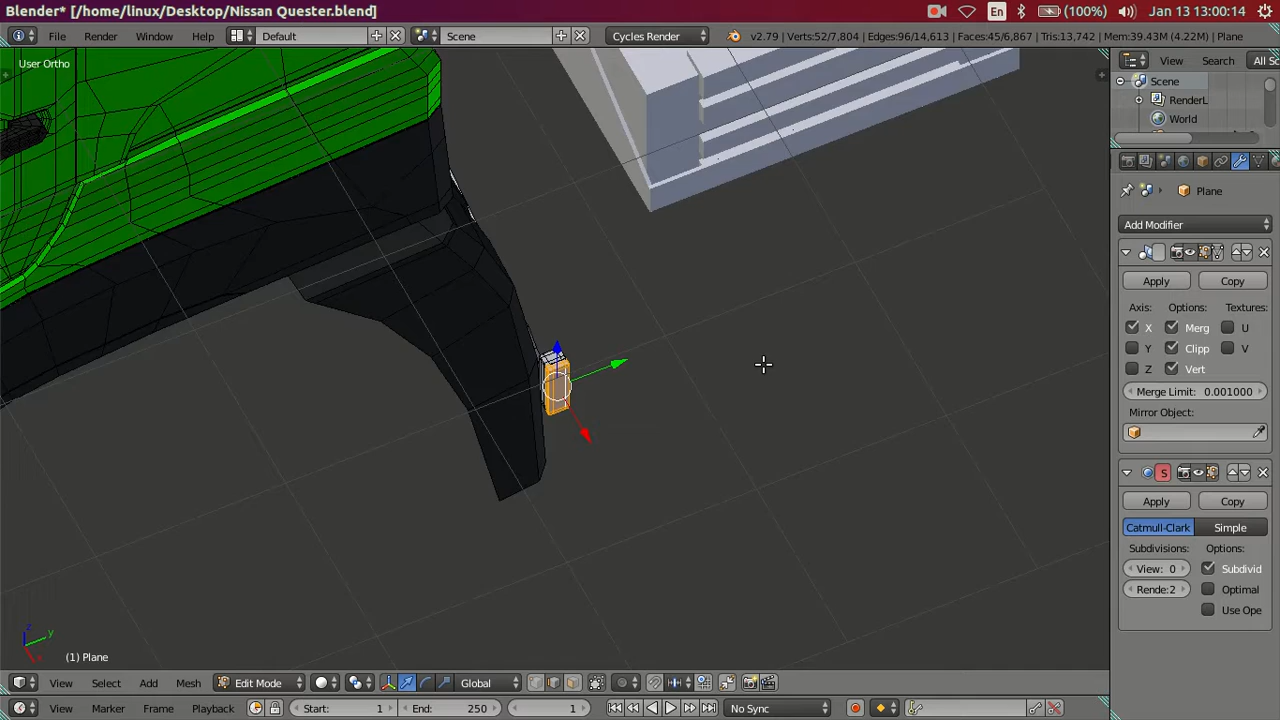 Blender* [/home/linux/Desktop/Nissan Quester.blend]
En (100%) Jan 13 13:00:14
File Render Window Help Default Scene Cycles Render v2.79 | Verts:52/7,804 | Edges:96/14,613 | Faces:45/6,867 | Tris:13,742 | Mem:39.43M (4.22M) | Plane
User Ortho
View Search All Sc
Scene
RenderL
World
Plane
Add Modifier
Apply Copy
Axis: Options: Textures:
X Merg U
Y Clipp V
Z Vert
Merge Limit: 0.001000
Mirror Object:
S
Apply Copy
Catmull-Clark Simple
Subdivisions: Options:
View: 0 Subdivid
Rende:2 Optimal
Use Ope
z y x
(1) Plane
View Select Add Mesh Edit Mode Global
View Marker Frame Playback Start: 1 End: 250 1 No Sync